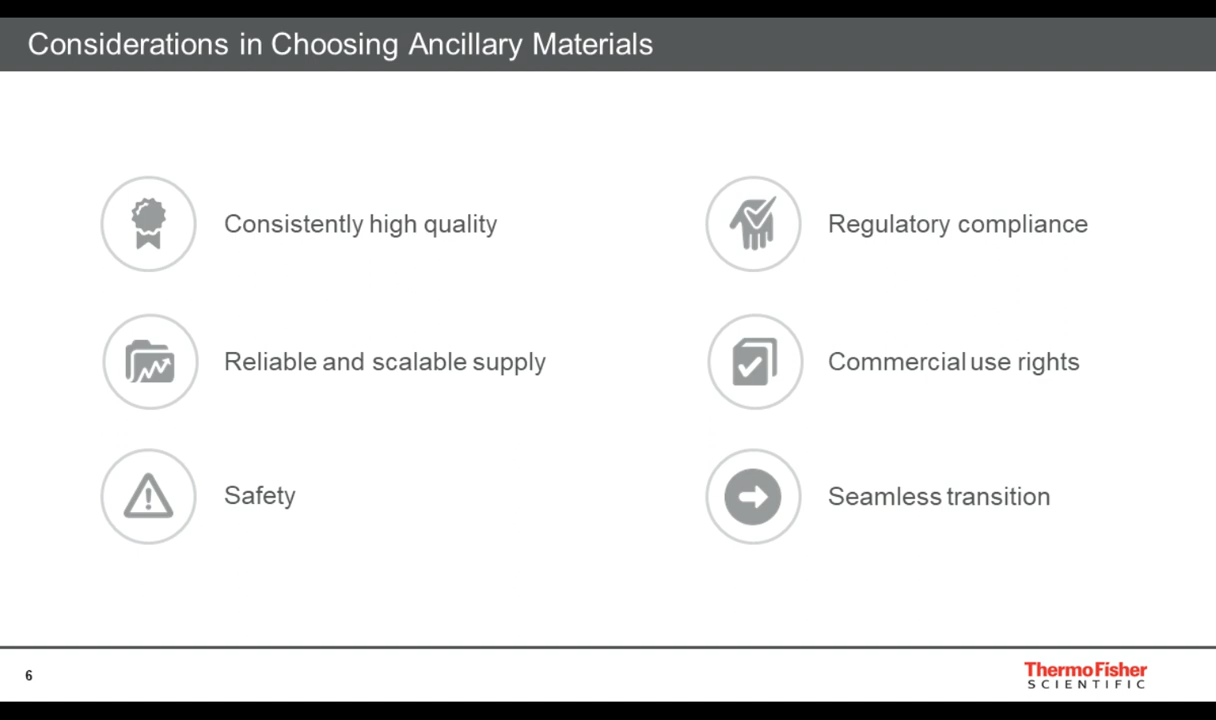 Considerations in Choosing Ancillary Materials
Consistently high quality
Regulatory compliance
Reliable and scalable supply
Commercial use rights
Safety
Seamless transition
6
ThermoFisher
SCIENTIFIC